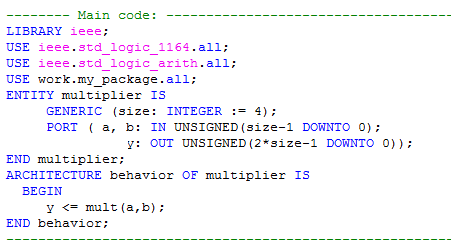 -------- Main code: ------------------------------------
LIBRARY ieee;
USE ieee.std_logic_1164.all;
USE ieee.std_logic_arith.all;
USE work.my_package.all;
ENTITY multiplier IS
     GENERIC (size: INTEGER := 4);
     PORT ( a, b: IN UNSIGNED(size-1 DOWNTO 0);
               y: OUT UNSIGNED(2*size-1 DOWNTO 0));
END multiplier;
ARCHITECTURE behavior OF multiplier IS
  BEGIN
     y <= mult(a,b);
END behavior;
--------------------------------------------------------